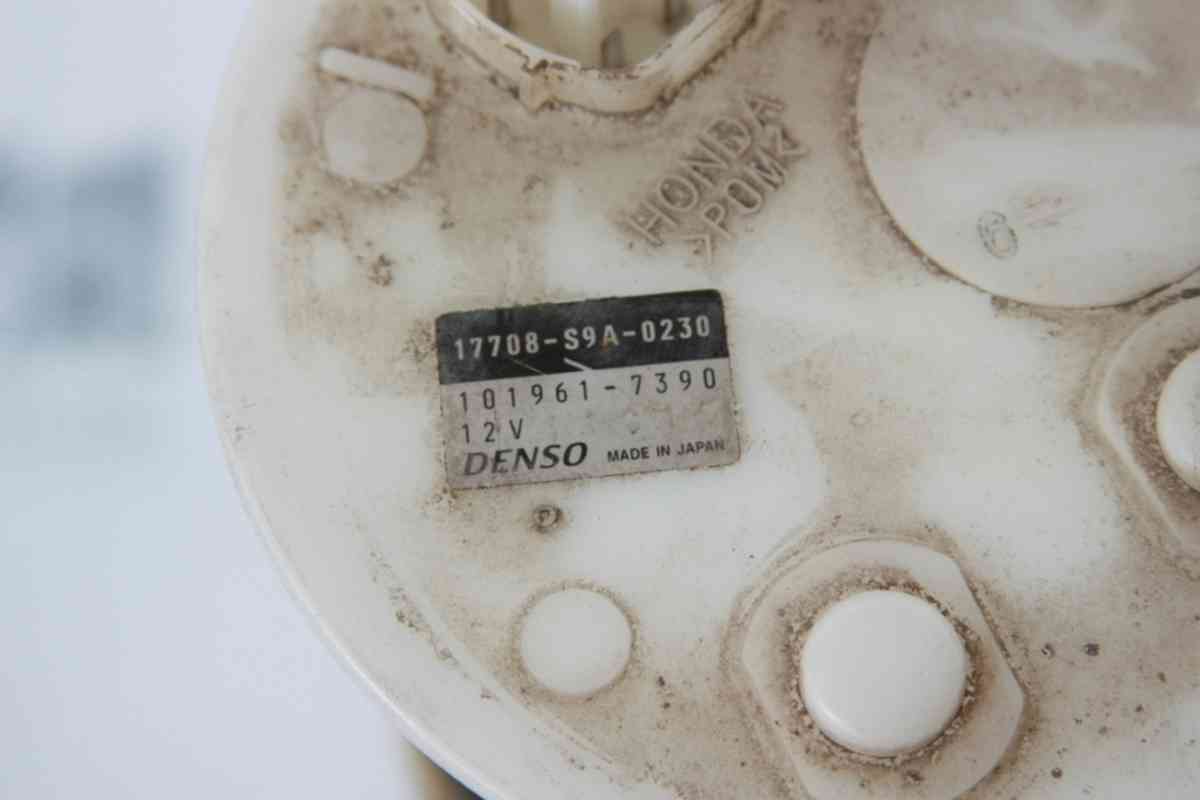 HONDA
>POM<
17708-S9A-0230
101961-7390
12V
DENSO MADE IN JAPAN